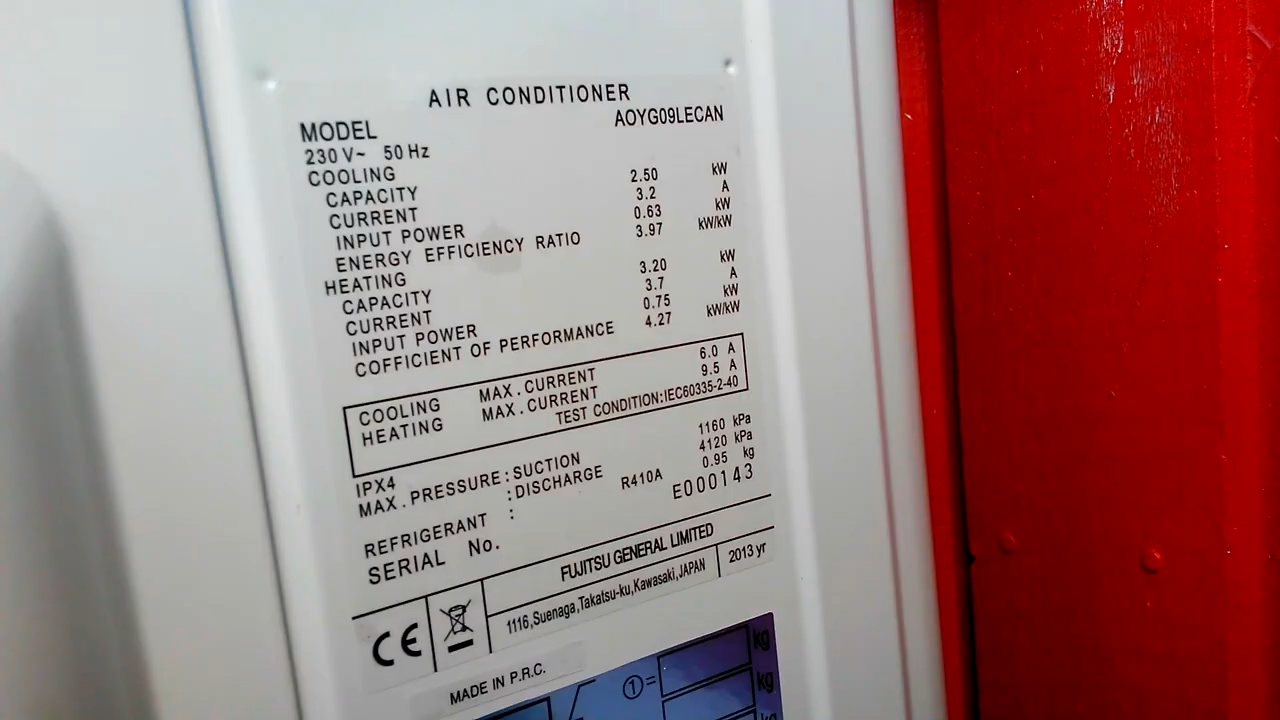 AIR CONDITIONER
MODEL AOYG09LECAN
230 V~ 50 Hz
COOLING
CAPACITY 2.50 kW
CURRENT 3.2 A
INPUT POWER 0.63 kW
ENERGY EFFICIENCY RATIO 3.97 kW/kW
HEATING
CAPACITY 3.20 kW
CURRENT 3.7 A
INPUT POWER 0.75 kW
COFFICIENT OF PERFORMANCE 4.27 kW/kW
COOLING MAX. CURRENT 6.0 A
HEATING MAX. CURRENT 9.5 A
TEST CONDITION:IEC60335-2-40
IPX4
MAX. PRESSURE : SUCTION 1160 kPa
: DISCHARGE 4120 kPa
REFRIGERANT : R410A 0.95 kg
SERIAL No. E000143
FUJITSU GENERAL LIMITED
1116,Suenaga,Takatsu-ku,Kawasaki,JAPAN 2013 yr
CE
MADE IN P.R.C.
①= kg
kg
kg